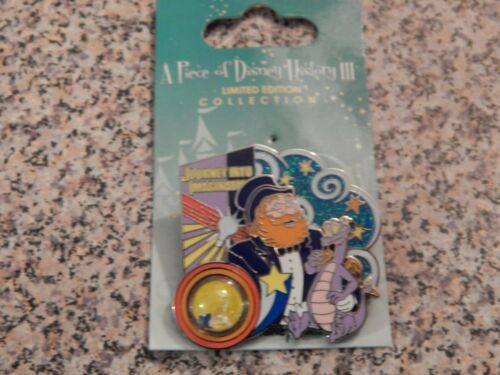 A Piece of Disney History III
LIMITED EDITION
COLLECTION
JOURNEY INTO
IMAGINATION